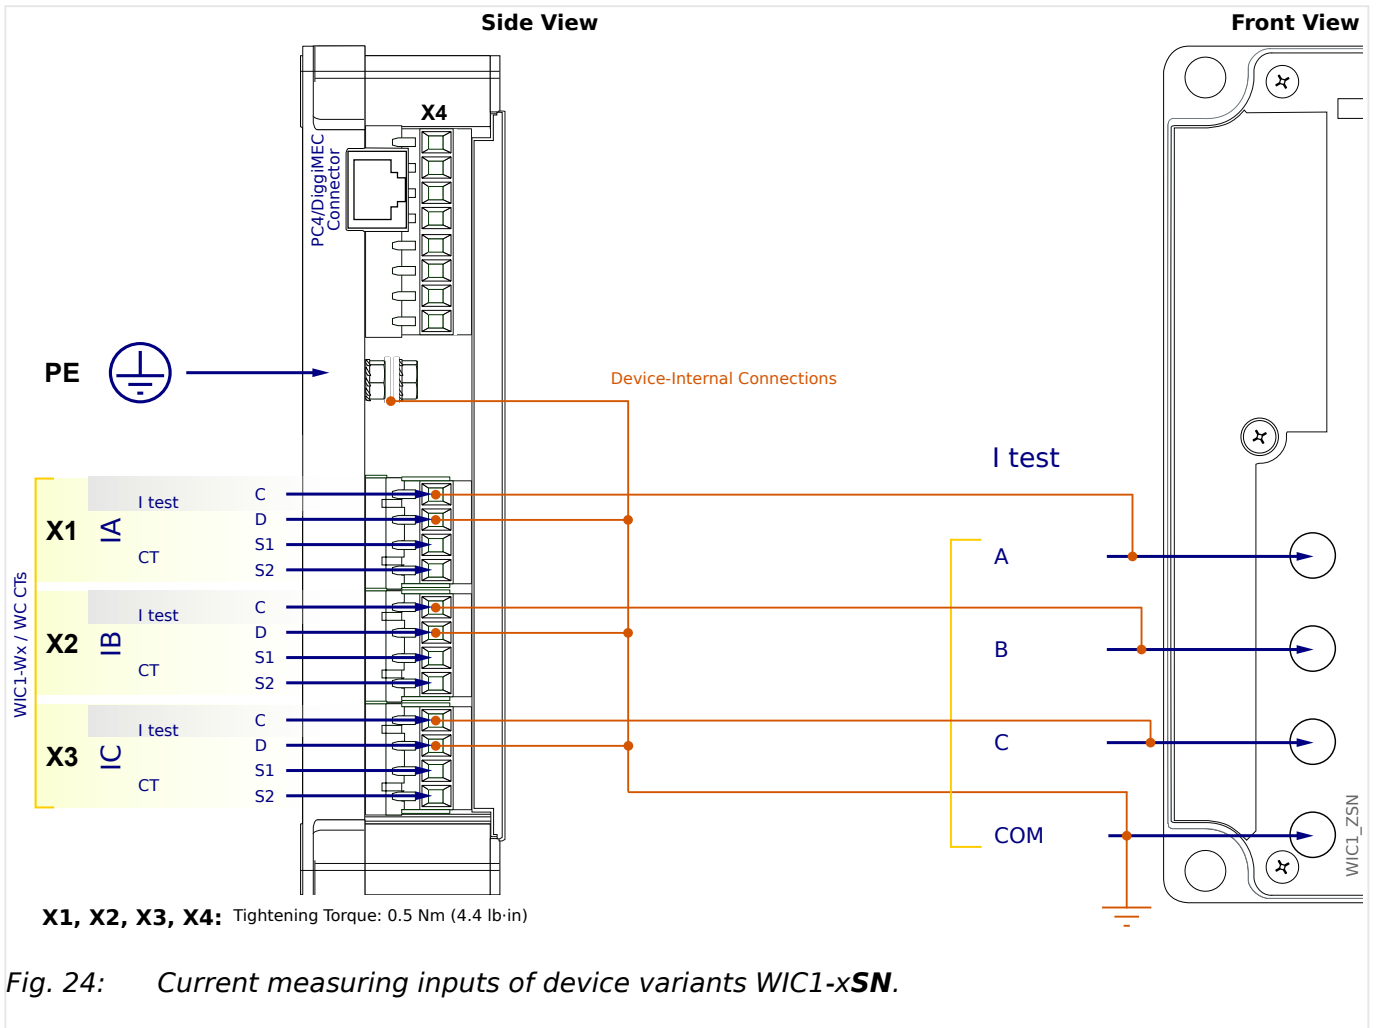 Side View
Front View
X4
PC4/DiggiMEC
Connector
PE
Device-Internal Connections
I test
WIC1-Wx / WC CTs
X1
IA
I test
CT
C
D
S1
S2
X2
IB
I test
CT
C
D
S1
S2
X3
IC
I test
CT
C
D
S1
S2
A
B
C
COM
WIC1_ZSN
X1, X2, X3, X4: Tightening Torque: 0.5 Nm (4.4 lb·in)
Fig. 24: Current measuring inputs of device variants WIC1-xSN.